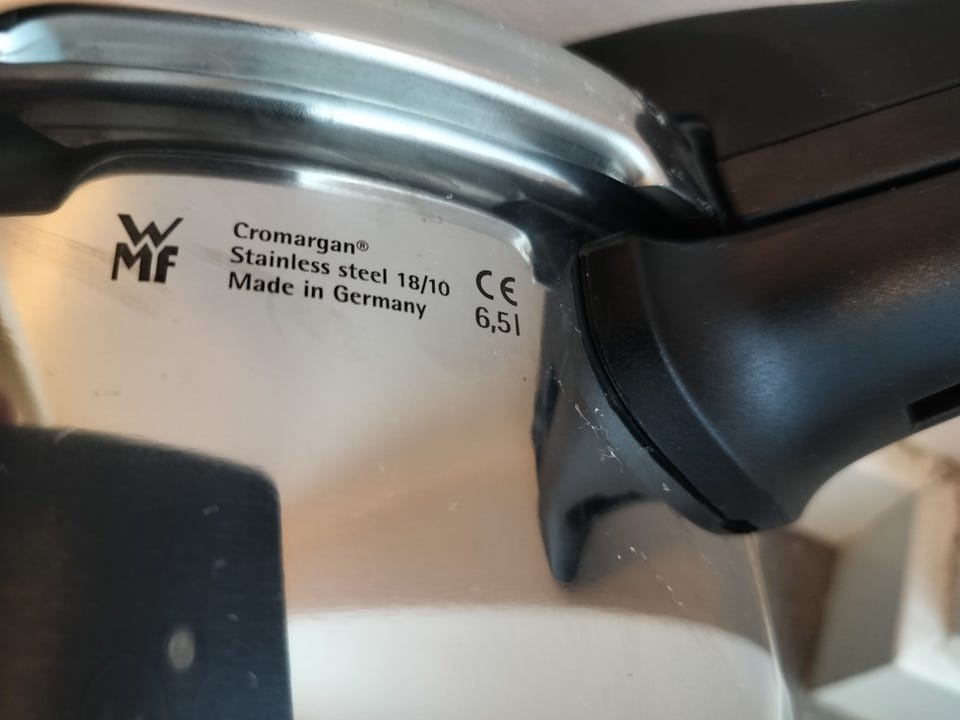 WMF
Cromargan®
Stainless steel 18/10
Made in Germany
CE
6,5l